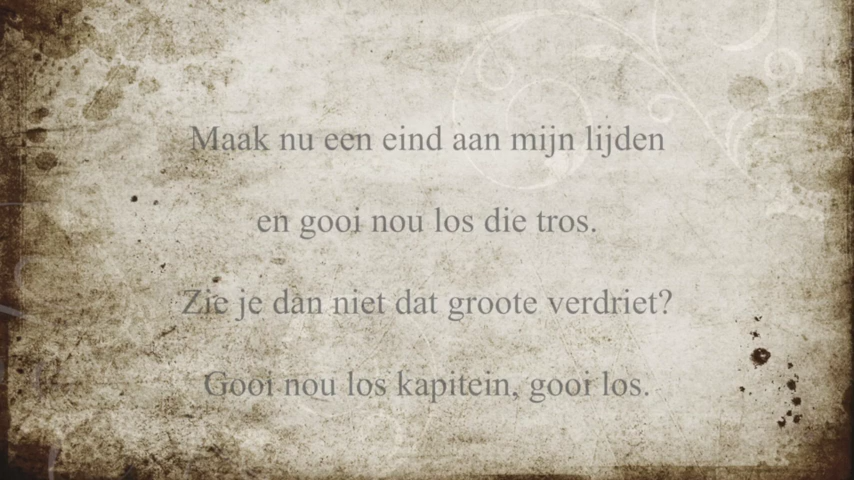 Maak nu een eind aan mijn lijden
en gooi nou los die tros.
Zie je dan niet dat groote verdriet?
Gooi nou los kapitein, gooi los.